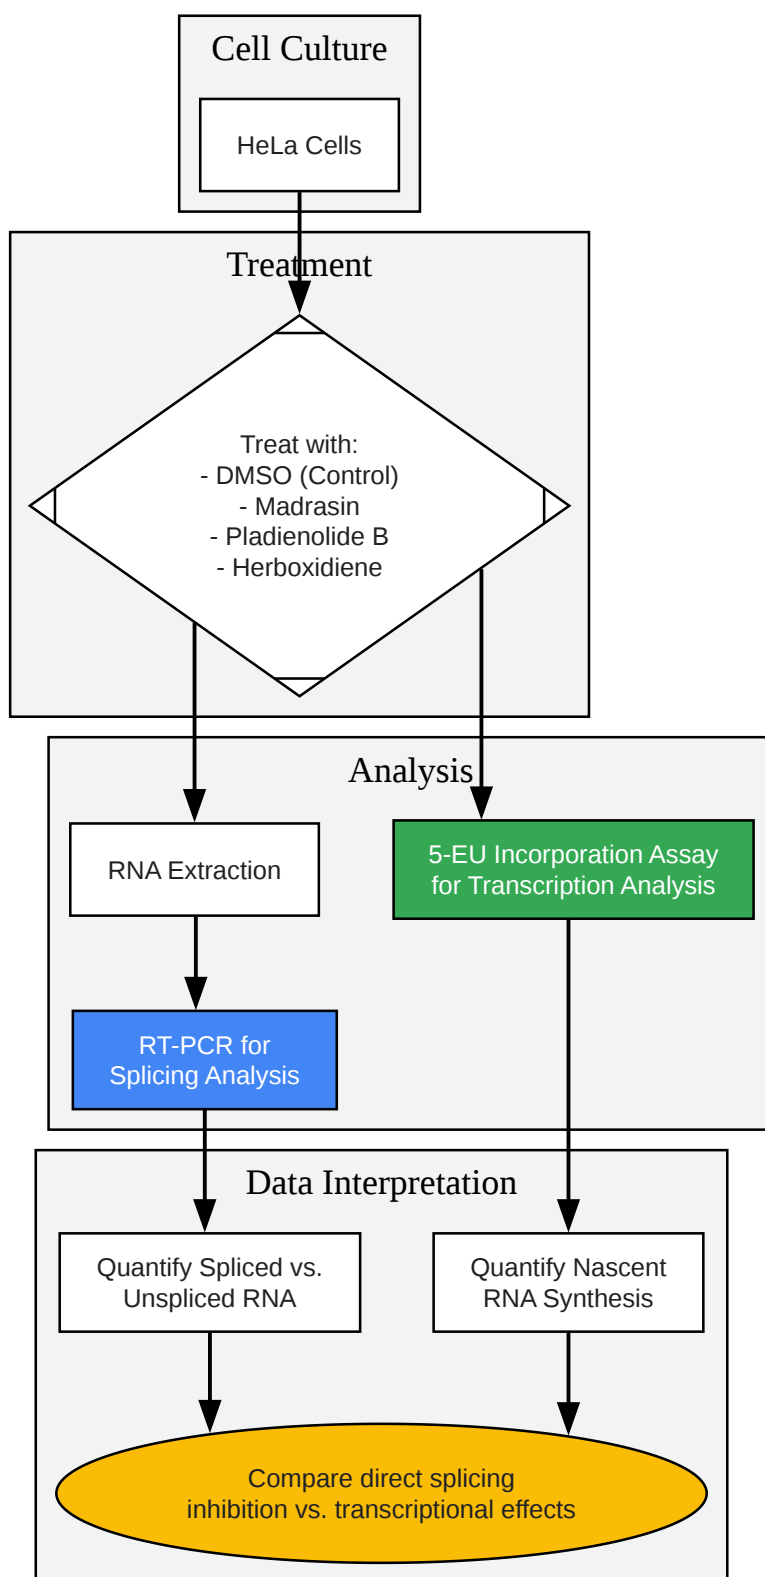 Cell Culture
HeLa Cells
Treatment
Treat with:
- DMSO (Control)
- Madrasin
- Pladienolide B
- Herboxidiene
Analysis
RNA Extraction
5-EU Incorporation Assay
for Transcription Analysis
RT-PCR for
Splicing Analysis
Data Interpretation
Quantify Spliced vs.
Unspliced RNA
Quantify Nascent
RNA Synthesis
Compare direct splicing
inhibition vs. transcriptional effects